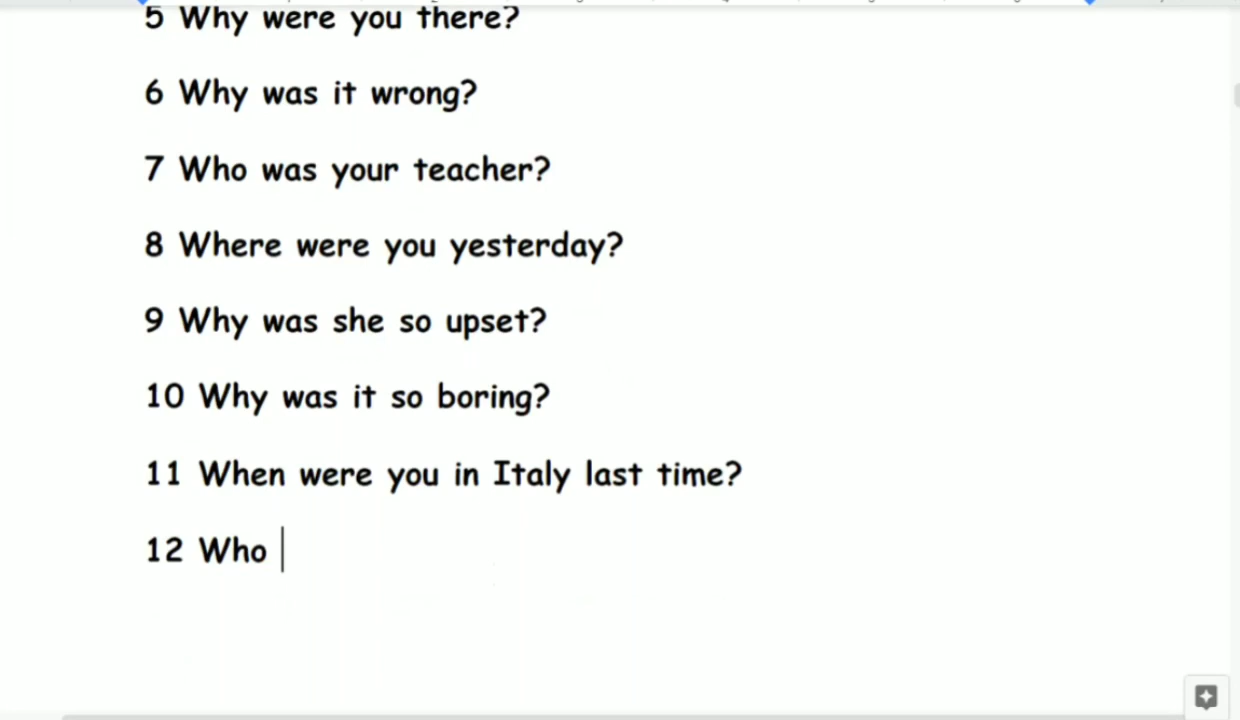 5 Why were you there?
6 Why was it wrong?
7 Who was your teacher?
8 Where were you yesterday?
9 Why was she so upset?
10 Why was it so boring?
11 When were you in Italy last time?
12 Who